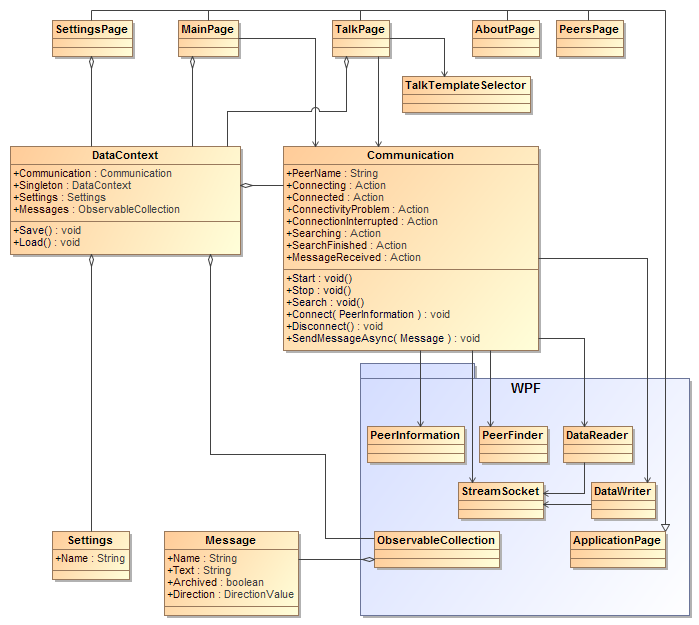 SettingsPage
MainPage
TalkPage
AboutPage
PeersPage
TalkTemplateSelector
DataContext
+Communication : Communication
+Singleton : DataContext
+Settings : Settings
+Messages : ObservableCollection
+Save() : void
+Load() : void
Communication
+PeerName : String
+Connecting : Action
+Connected : Action
+ConnectivityProblem : Action
+ConnectionInterrupted : Action
+Searching : Action
+SearchFinished : Action
+MessageReceived : Action
+Start : void()
+Stop : void()
+Search : void()
+Connect( PeerInformation ) : void
+Disconnect() : void
+SendMessageAsync( Message ) : void
WPF
PeerInformation
PeerFinder
DataReader
StreamSocket
DataWriter
Settings
+Name : String
Message
+Name : String
+Text : String
+Archived : boolean
+Direction : DirectionValue
ObservableCollection
ApplicationPage